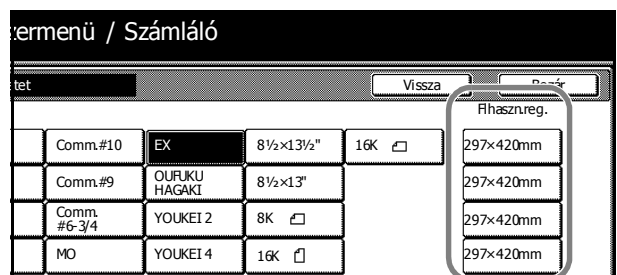 zermenü / Számláló
tet
Vissza
Bezár
Flhaszn.reg.
Comm.#10 EX 8½×13½" 16K 297×420mm
Comm.#9 OUFUKU HAGAKI 8½×13" 297×420mm
Comm. #6-3/4 YOUKEI 2 8K 297×420mm
MO YOUKEI 4 16K 297×420mm